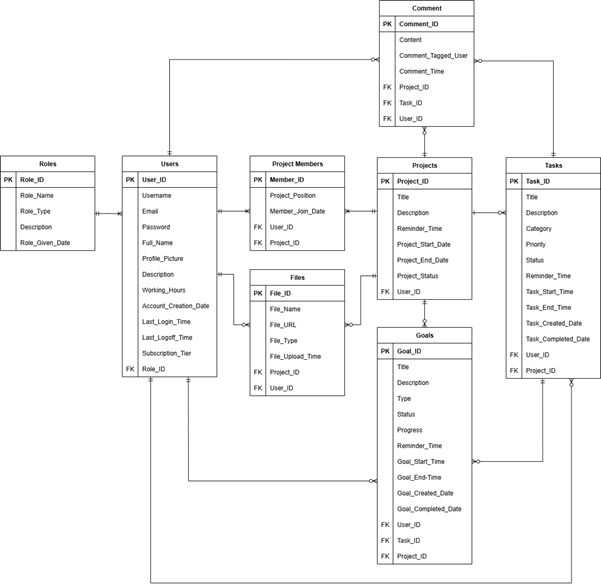 Comment
PK Comment_ID
Content
Comment_Tagged_User
Comment_Time
FK Project_ID
FK Task_ID
FK User_ID
Roles
PK Role_ID
Role_Name
Role_Type
Description
Role_Given_Date
Users
PK User_ID
Username
Email
Password
Full_Name
Profile_Picture
Description
Working_Hours
Account_Creation_Date
Last_Login_Time
Last_Logoff_Time
Subscription_Tier
FK Role_ID
Project Members
PK Member_ID
Project_Position
Member_Join_Date
FK User_ID
FK Project_ID
Projects
PK Project_ID
Title
Description
Reminder_Time
Project_Start_Date
Project_End_Date
Project_Status
FK User_ID
Tasks
PK Task_ID
Title
Description
Category
Priority
Status
Reminder_Time
Task_Start_Time
Task_End_Time
Task_Created_Date
Task_Completed_Date
FK User_ID
FK Project_ID
Files
PK File_ID
File_Name
File_URL
File_Type
File_Upload_Time
FK Project_ID
FK User_ID
Goals
PK Goal_ID
Title
Description
Type
Status
Progress
Reminder_Time
Goal_Start_Time
Goal_End-Time
Goal_Created_Date
Goal_Completed_Date
FK User_ID
FK Task_ID
FK Project_ID